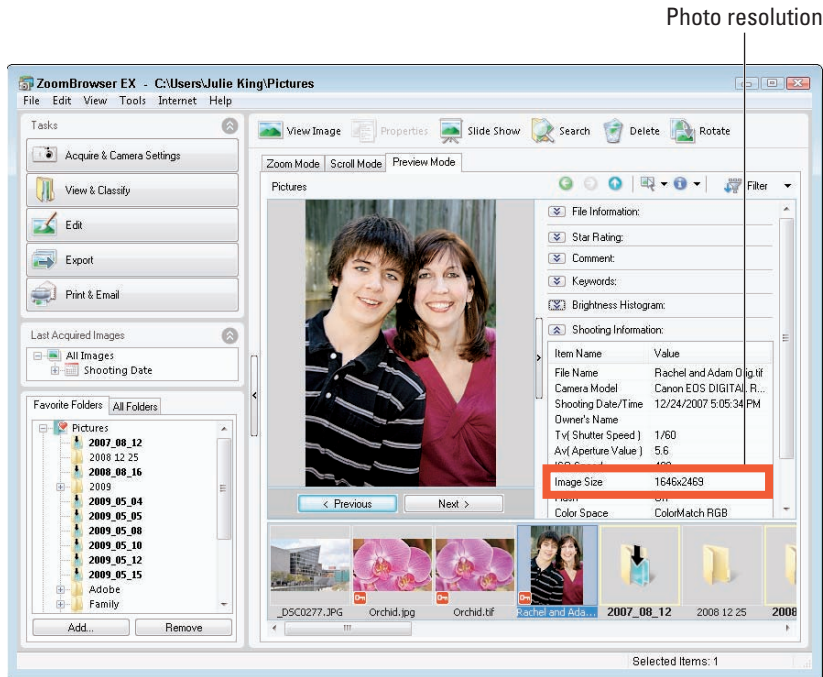 Photo resolution
ZoomBrowser EX - C:\Users\Julie King\Pictures
File Edit View Tools Internet Help
Tasks
Acquire & Camera Settings
View & Classify
Edit
Export
Print & Email
Last Acquired Images
All Images
Shooting Date
Favorite Folders All Folders
Pictures
2007_08_12
2008 12 25
2008_08_16
2009
2009_05_04
2009_05_05
2009_05_08
2009_05_10
2009_05_12
2009_05_15
Adobe
Family
Add... Remove
View Image Properties Slide Show Search Delete Rotate
Zoom Mode Scroll Mode Preview Mode
Pictures
Filter
File Information:
Star Rating:
Comment:
Keywords:
Brightness Histogram:
Shooting Information:
Item Name Value
File Name Rachel and Adam Orig.tif
Camera Model Canon EOS DIGITAL R...
Shooting Date/Time 12/24/2007 5:05:34 PM
Owner's Name
Tv( Shutter Speed ) 1/60
Av( Aperture Value ) 5.6
Image Size 1646x2469
Color Space ColorMatch RGB
< Previous Next >
_DSC0277.JPG Orchid.jpg Orchid.tif Rachel and Ada... 2007_08_12 2008 12 25 2008
Selected Items: 1